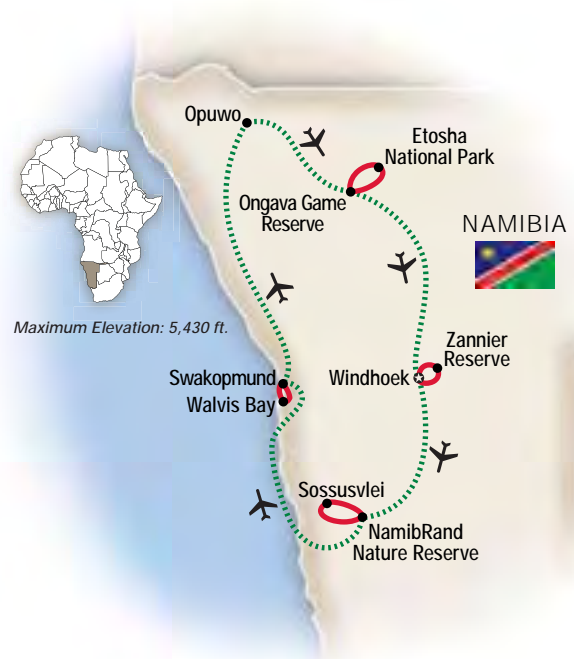 Opuwo
Etosha
National Park
Ongava Game
Reserve
NAMIBIA
Maximum Elevation: 5,430 ft.
Zannier
Reserve
Swakopmund
Windhoek
Walvis Bay
Sossusvlei
NamibRand
Nature Reserve